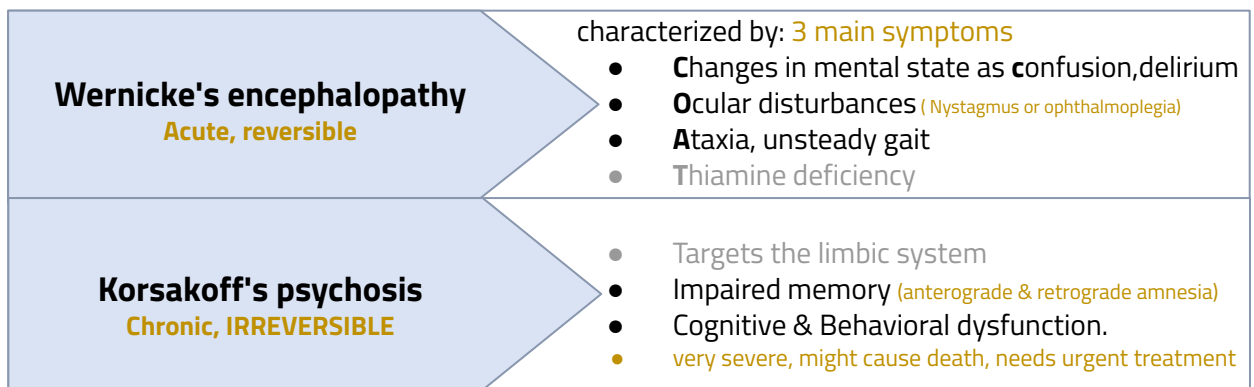 Wernicke's encephalopathy
Acute, reversible
characterized by: 3 main symptoms
● Changes in mental state as confusion,delirium
● Ocular disturbances ( Nystagmus or ophthalmoplegia)
● Ataxia, unsteady gait
● Thiamine deficiency
Korsakoff's psychosis
Chronic, IRREVERSIBLE
● Targets the limbic system
● Impaired memory (anterograde & retrograde amnesia)
● Cognitive & Behavioral dysfunction.
● very severe, might cause death, needs urgent treatment